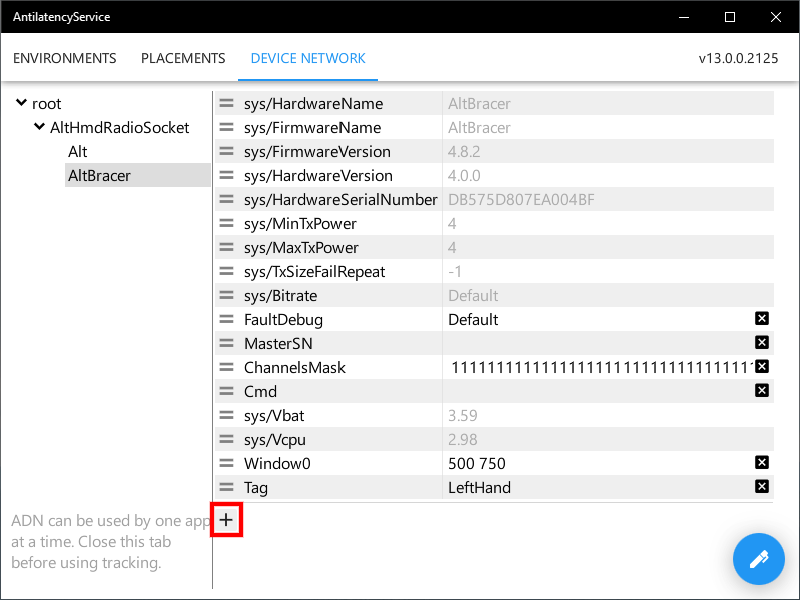 AntilatencyService
ENVIRONMENTS PLACEMENTS DEVICE NETWORK v13.0.0.2125
root
AltHmdRadioSocket
Alt
AltBracer
sys/HardwareName AltBracer
sys/FirmwareName AltBracer
sys/FirmwareVersion 4.8.2
sys/HardwareVersion 4.0.0
sys/HardwareSerialNumber DB575D807EA004BF
sys/MinTxPower 4
sys/MaxTxPower 4
sys/TxSizeFailRepeat -1
sys/Bitrate Default
FaultDebug Default
MasterSN
ChannelsMask
Cmd
sys/Vbat 3.59
sys/Vcpu 2.98
Window0 500 750
Tag LeftHand
ADN can be used by one app
at a time. Close this tab
before using tracking.